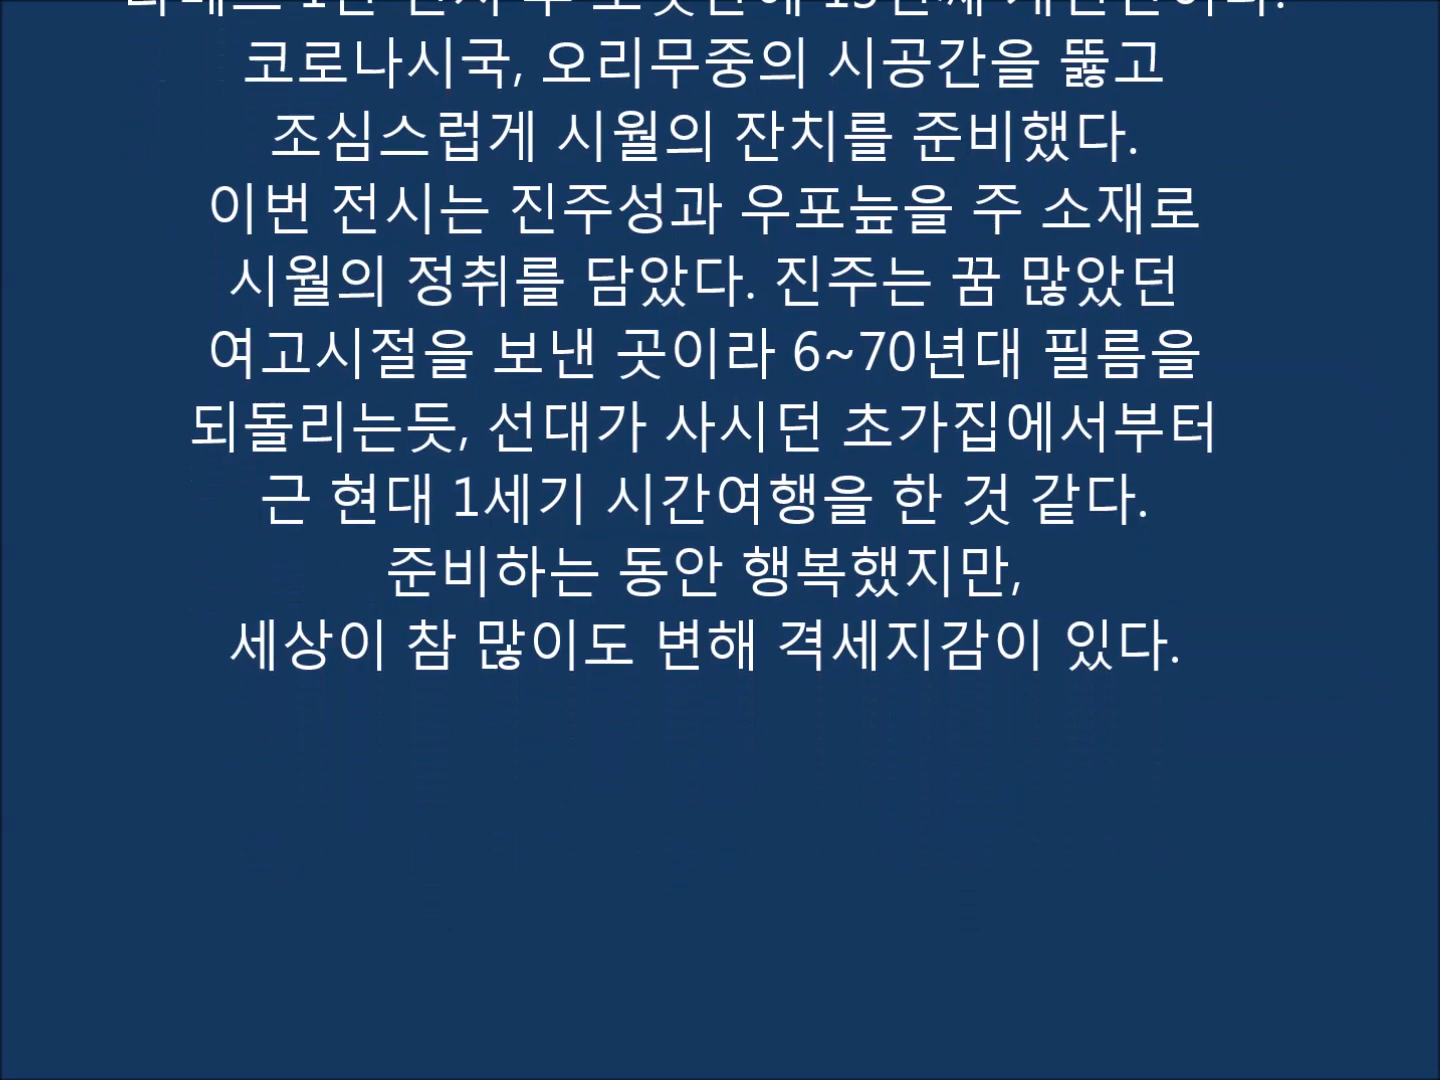 코로나시국, 오리무중의 시공간을 뚫고
조심스럽게 시월의 잔치를 준비했다.
이번 전시는 진주성과 우포늪을 주 소재로
시월의 정취를 담았다. 진주는 꿈 많았던
여고시절을 보낸 곳이라 6~70년대 필름을
되돌리는듯, 선대가 사시던 초가집에서부터
근 현대 1세기 시간여행을 한 것 같다.
준비하는 동안 행복했지만,
세상이 참 많이도 변해 격세지감이 있다.